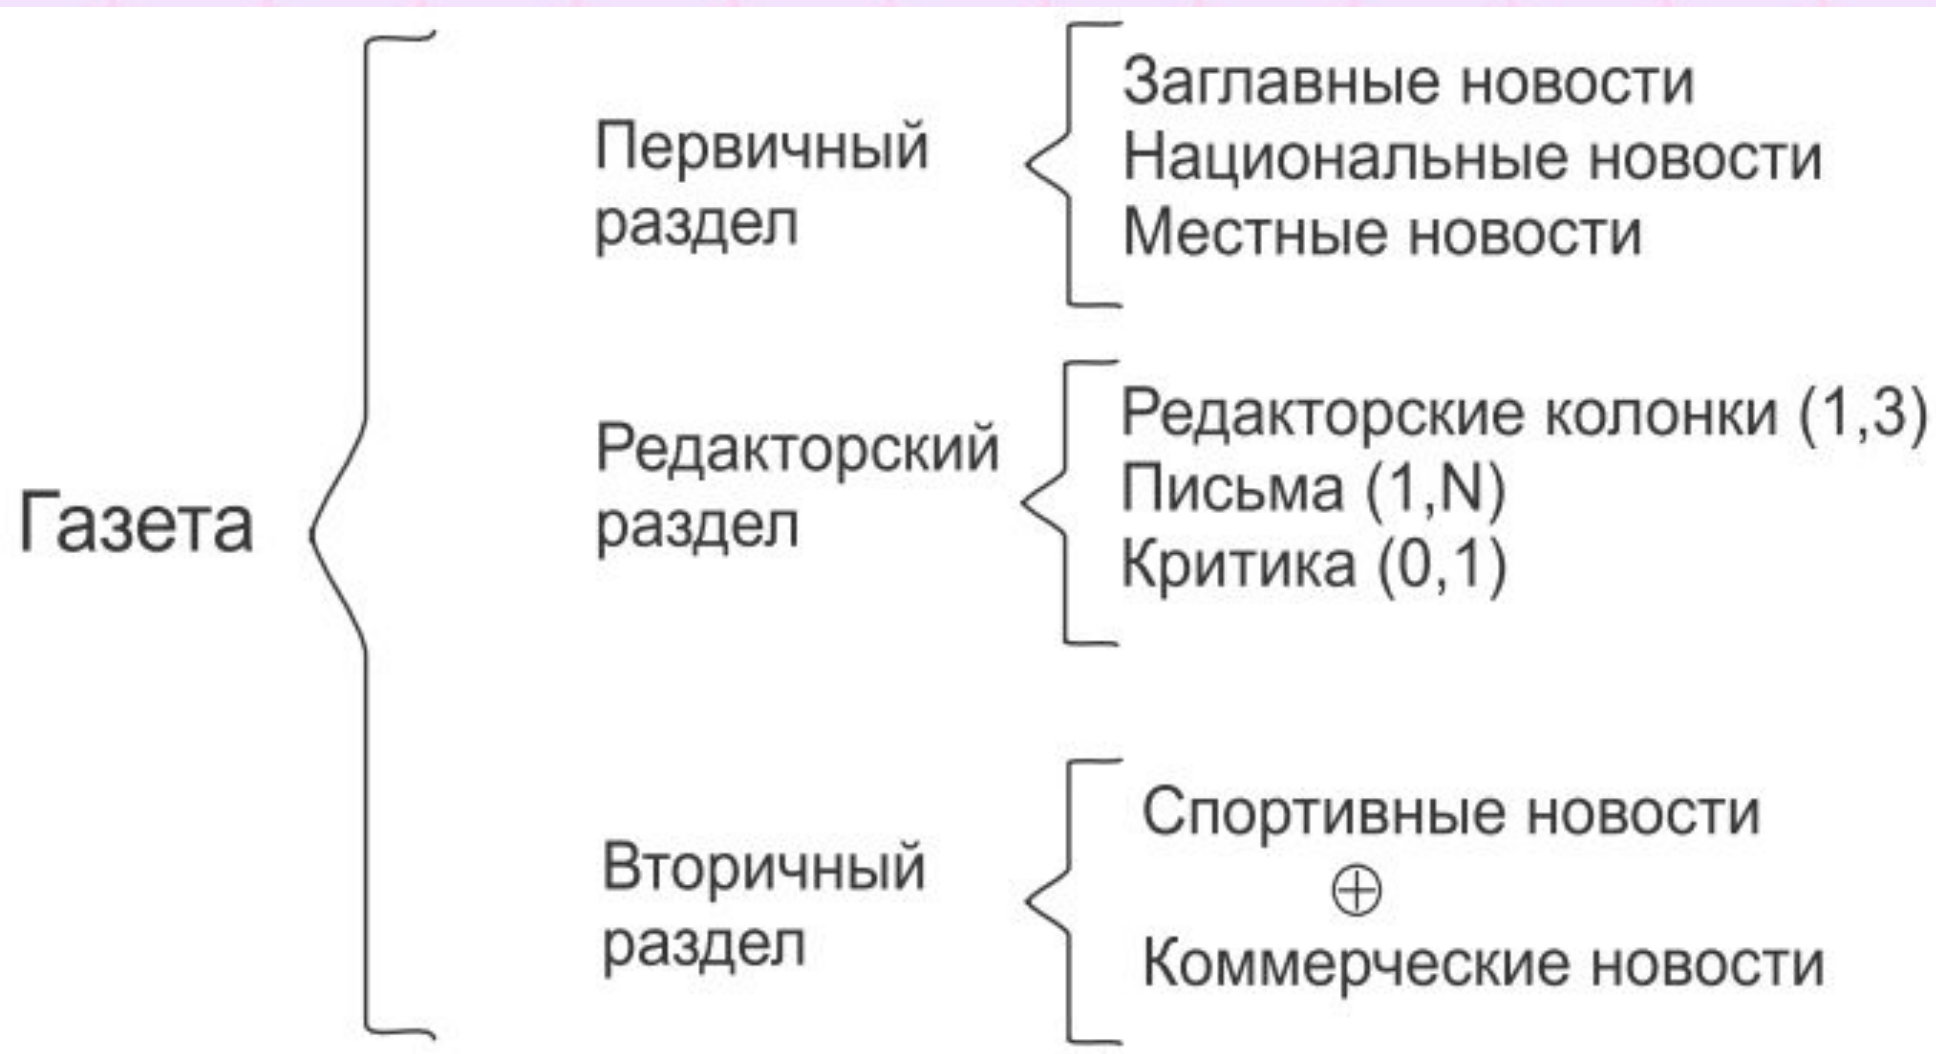 Газета
Первичный
раздел
Заглавные новости
Национальные новости
Местные новости
Редакторский
раздел
Редакторские колонки (1,3)
Письма (1,N)
Критика (0,1)
Вторичный
раздел
Спортивные новости
⊕
Коммерческие новости